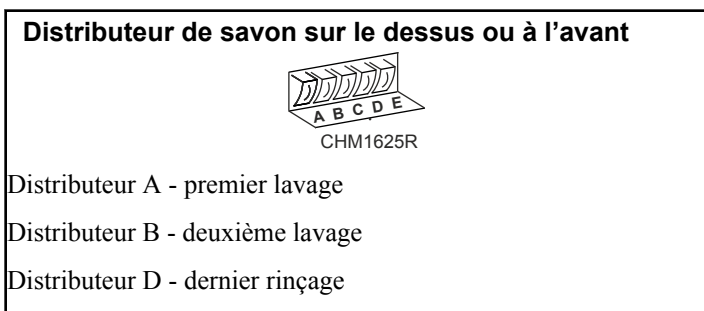 Distributeur de savon sur le dessus ou à l’avant
A B C D E
CHM1625R
Distributeur A - premier lavage
Distributeur B - deuxième lavage
Distributeur D - dernier rinçage